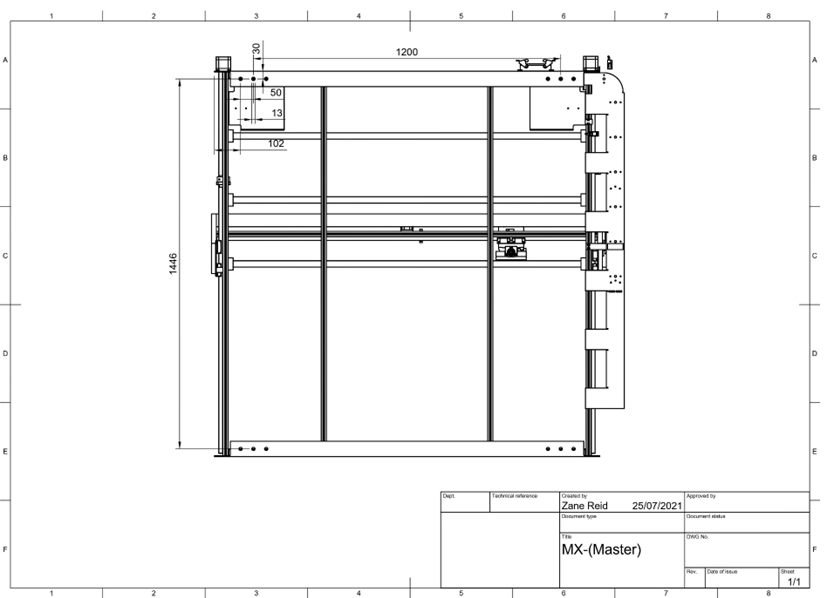 1 2 3 4 5 6 7 8
A A
30
1200
50
13
102
B B
1446
C C
D D
E E
Dept. Technical reference Created by Approved by
Zane Reid 25/07/2021
Document type Document status
Title DWG No.
MX-(Master)
F F
Rev. Date of issue Sheet
1/1
1 2 3 4 5 6 7 8